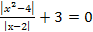 |x²−4|/|x−2| + 3 = 0